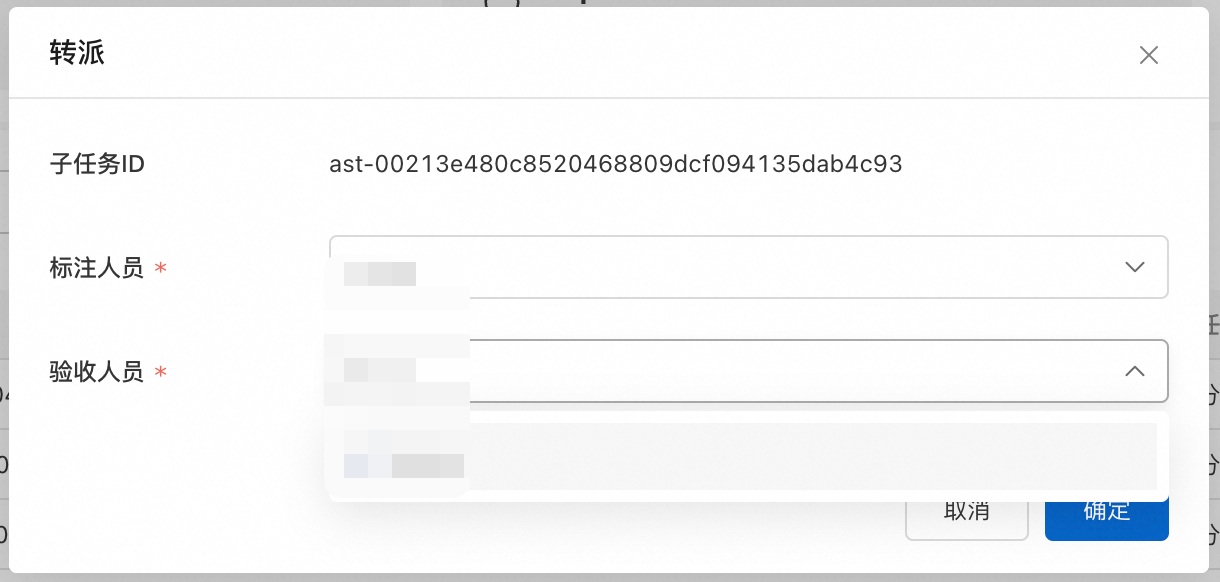 转派
子任务ID
ast-00213e480c8520468809dcf094135dab4c93
标注人员 *
验收人员 *
取消
确定